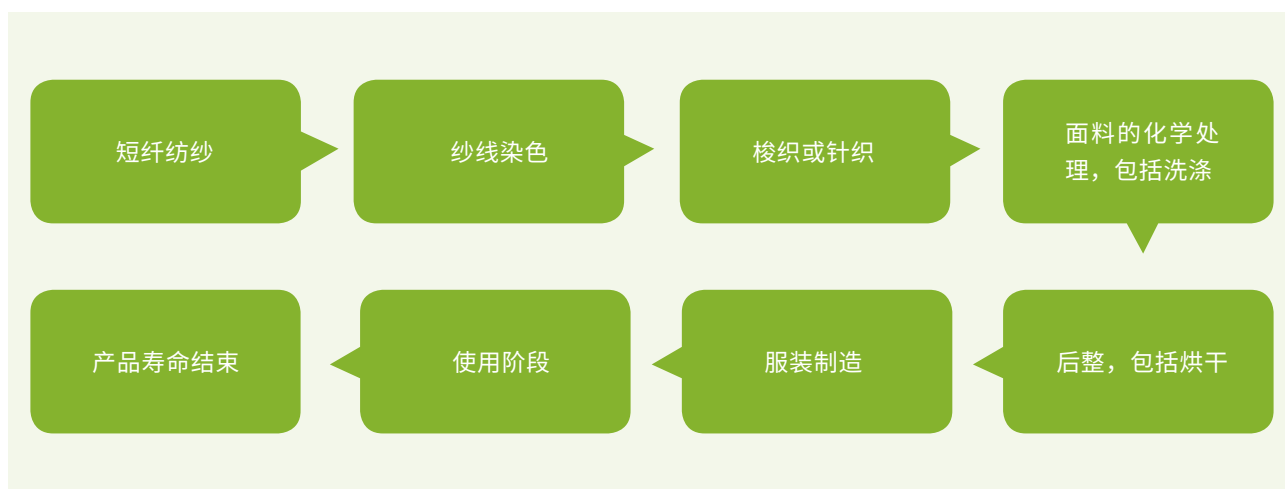 短纤纺纱
纱线染色
梭织或针织
面料的化学处
理，包括洗涤
后整，包括烘干
服装制造
使用阶段
产品寿命结束